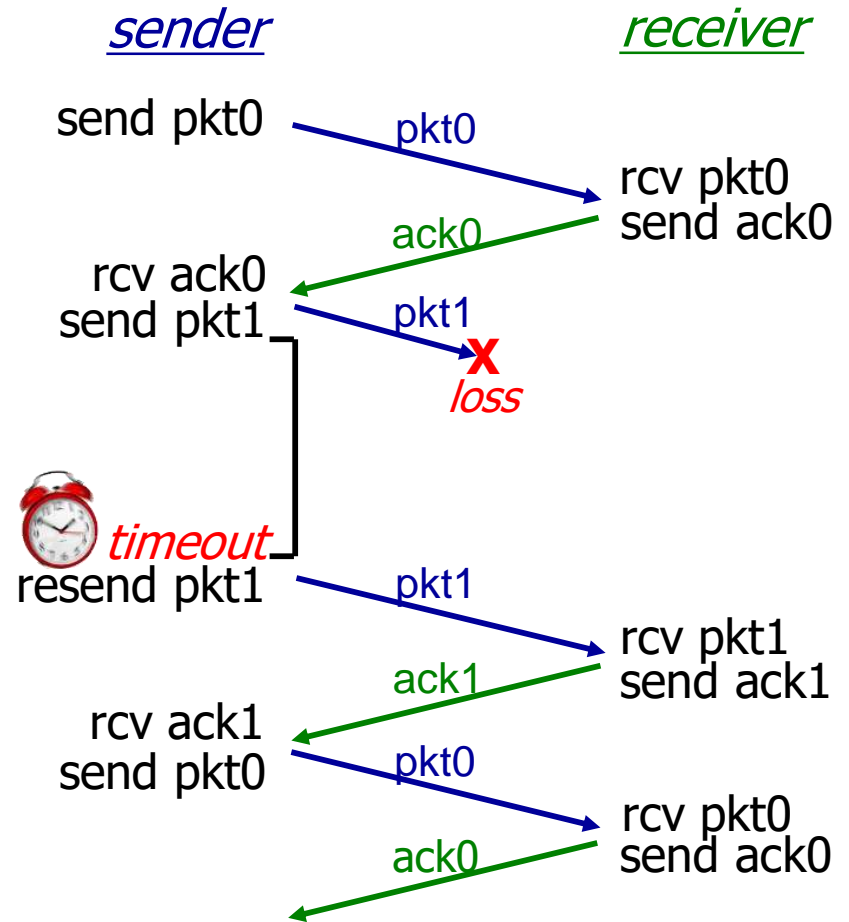 sender
receiver
send pkt0
pkt0
rcv pkt0
send ack0
ack0
rcv ack0
send pkt1
pkt1
X
loss
timeout
resend pkt1
pkt1
rcv pkt1
send ack1
ack1
rcv ack1
send pkt0
pkt0
rcv pkt0
send ack0
ack0